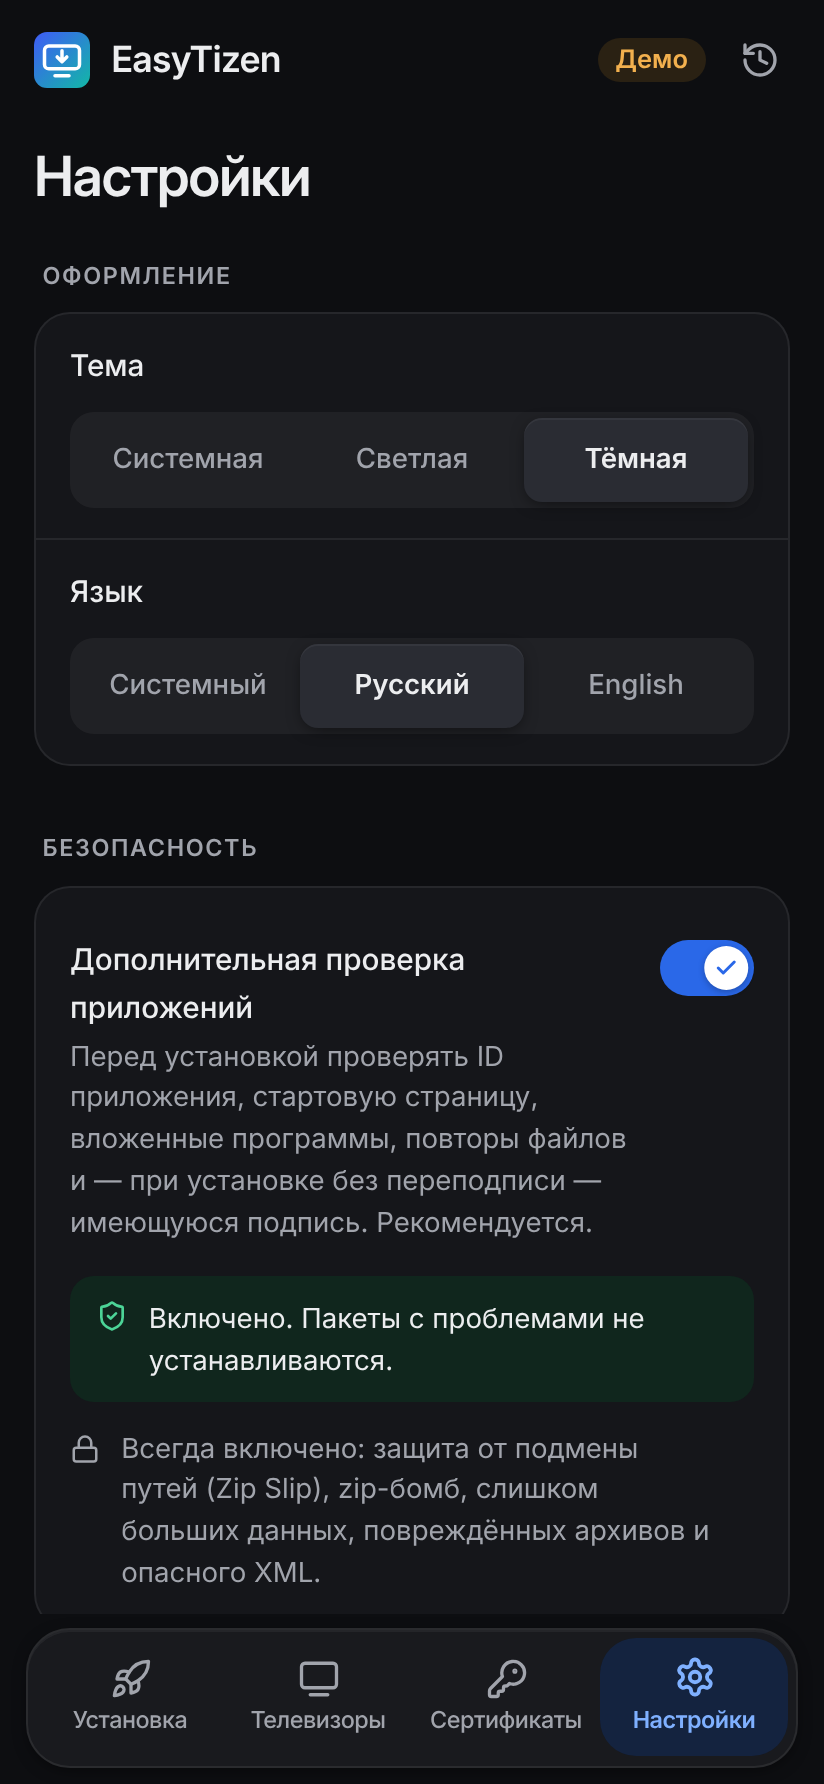 EasyTizen
Демо
Настройки
ОФОРМЛЕНИЕ
Тема
Системная
Светлая
Тёмная
Язык
Системный
Русский
English
БЕЗОПАСНОСТЬ
Дополнительная проверка
приложений
Перед установкой проверять ID
приложения, стартовую страницу,
вложенные программы, повторы файлов
и — при установке без переподписи —
имеющуюся подпись. Рекомендуется.
Включено. Пакеты с проблемами не
устанавливаются.
Всегда включено: защита от подмены
путей (Zip Slip), zip-бомб, слишком
больших данных, повреждённых архивов и
опасного XML.
Установка
Телевизоры
Сертификаты
Настройки